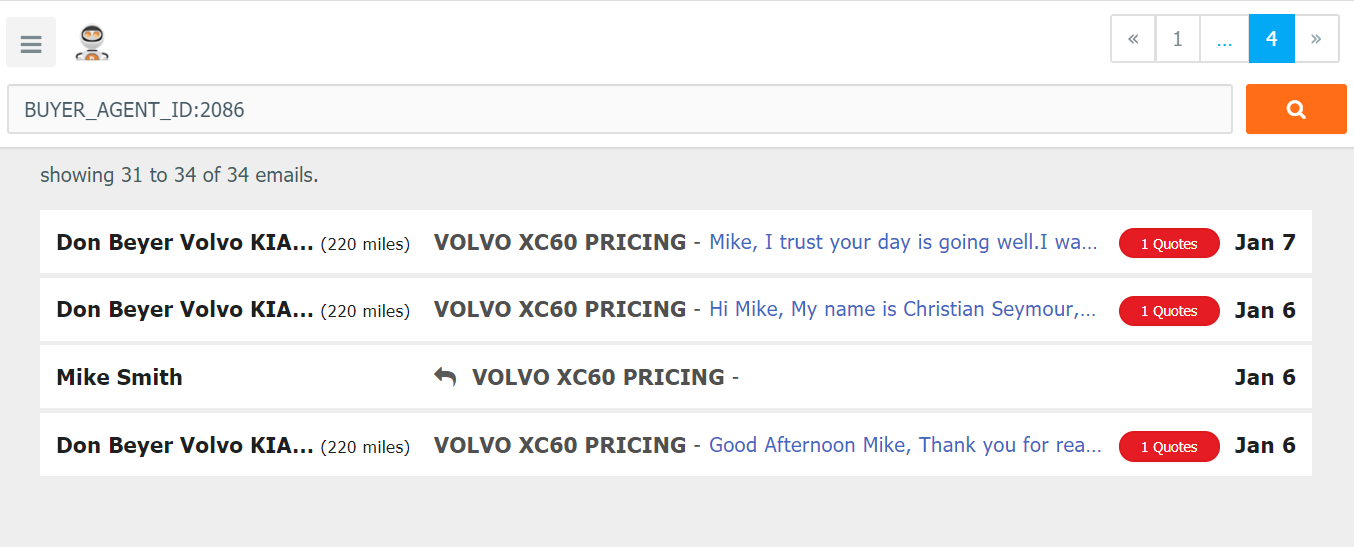 « 1 ... 4 »
BUYER_AGENT_ID:2086
showing 31 to 34 of 34 emails.
Don Beyer Volvo KIA... (220 miles) VOLVO XC60 PRICING - Mike, I trust your day is going well.I wa... 1 Quotes Jan 7
Don Beyer Volvo KIA... (220 miles) VOLVO XC60 PRICING - Hi Mike, My name is Christian Seymour,... 1 Quotes Jan 6
Mike Smith VOLVO XC60 PRICING - Jan 6
Don Beyer Volvo KIA... (220 miles) VOLVO XC60 PRICING - Good Afternoon Mike, Thank you for rea... 1 Quotes Jan 6